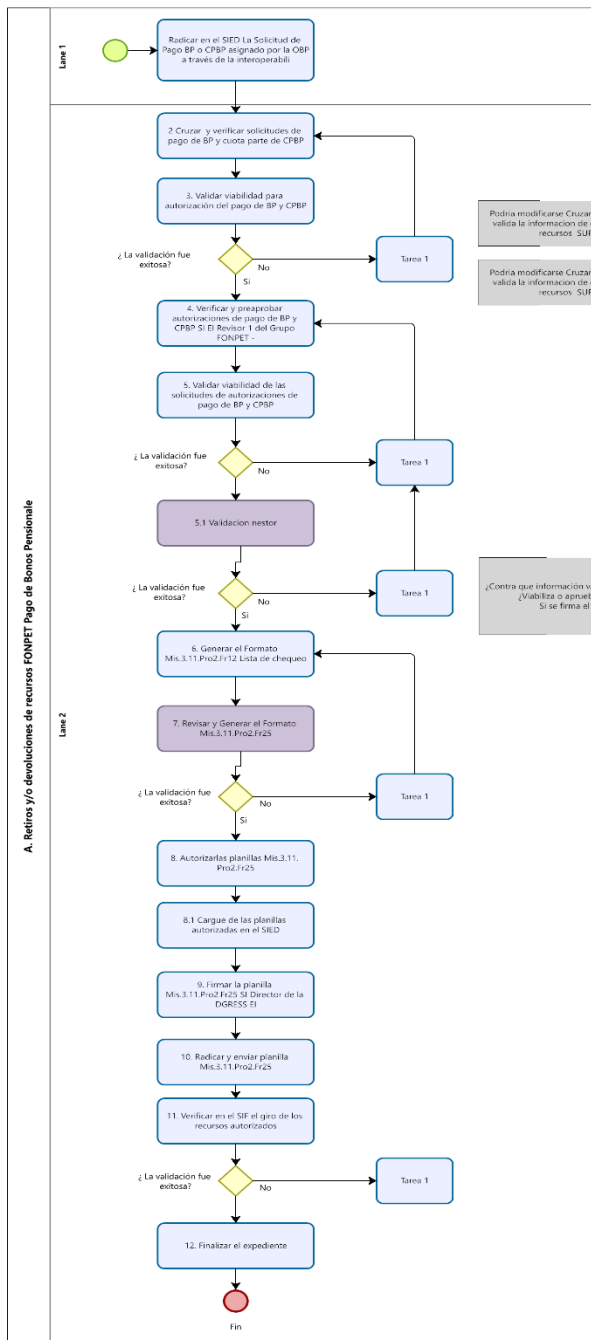 A. Retiros y/o devoluciones de recursos FONPET Pago de Bonos Pensionale
Lane 1
Radicar en el SIED La Solicitud de
Pago BP o CPBP asignado por la OBP
a través de la interoperabili
Lane 2
2 Cruzar y verificar solicitudes de
pago de BP y cuota parte de CPBP
3. Validar viabilidad para
autorización del pago de BP y CPBP
Podria modificarse Cruzar
valida la informacion de
recursos SUF
¿ La validación fue
exitosa?
No
Tarea 1
Si
Podria modificarse Cruzar
valida la informacion de
recursos SUF
4. Verificar y preaprobar
autorizaciones de pago de BP y
CPBP SI El Revisor 1 del Grupo
FONPET -
5. Validar viabilidad de las
solicitudes de autorizaciones de
pago de BP y CPBP
¿ La validación fue
exitosa?
No
Tarea 1
5.1 Validacion nestor
¿ La validación fue
exitosa?
No
Tarea 1
Si
¿Contra que información v
¿Viabiliza o aprueb
Si se firma el
6. Generar el Formato
Mis.3.11.Pro2.Fr12 Lista de chequeo
7. Revisar y Generar el Formato
Mis.3.11.Pro2.Fr25
¿ La validación fue
exitosa?
No
Tarea 1
Si
8. Autorizarlas planillas Mis.3.11.
Pro2.Fr25
8.1 Cargue de las planillas
autorizadas en el SIED
9. Firmar la planilla
Mis.3.11.Pro2.Fr25 SI Director de la
DGRESS EI
10. Radicar y enviar planilla
Mis.3.11.Pro2.Fr25
11. Verificar en el SIF el giro de los
recursos autorizados
¿ La validación fue
exitosa?
No
Tarea 1
12. Finalizar el expediente
Fin